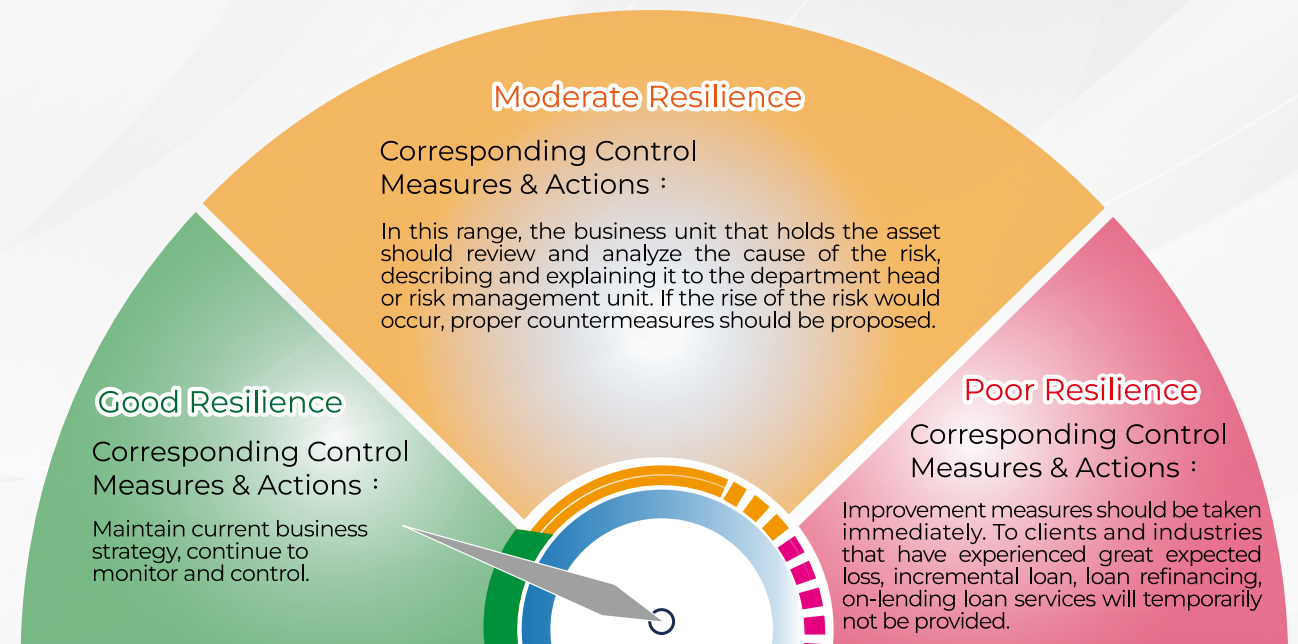 Moderate Resilience
Corresponding Control
Measures & Actions：
In this range, the business unit that holds the asset
should review and analyze the cause of the risk,
describing and explaining it to the department head
or risk management unit. If the rise of the risk would
occur, proper countermeasures should be proposed.
Good Resilience
Corresponding Control
Measures & Actions：
Maintain current business
strategy, continue to
monitor and control.
Poor Resilience
Corresponding Control
Measures & Actions：
Improvement measures should be taken
immediately. To clients and industries
that have experienced great expected
loss, incremental loan, loan refinancing,
on-lending loan services will temporarily
not be provided.